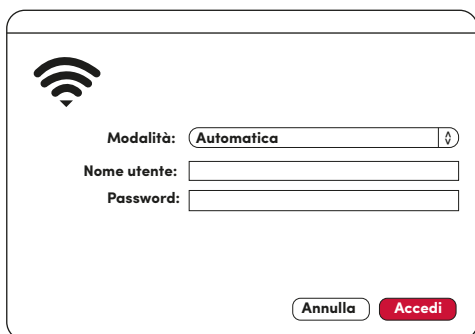 Modalità: Automatica
Nome utente:
Password:
Annulla Accedi